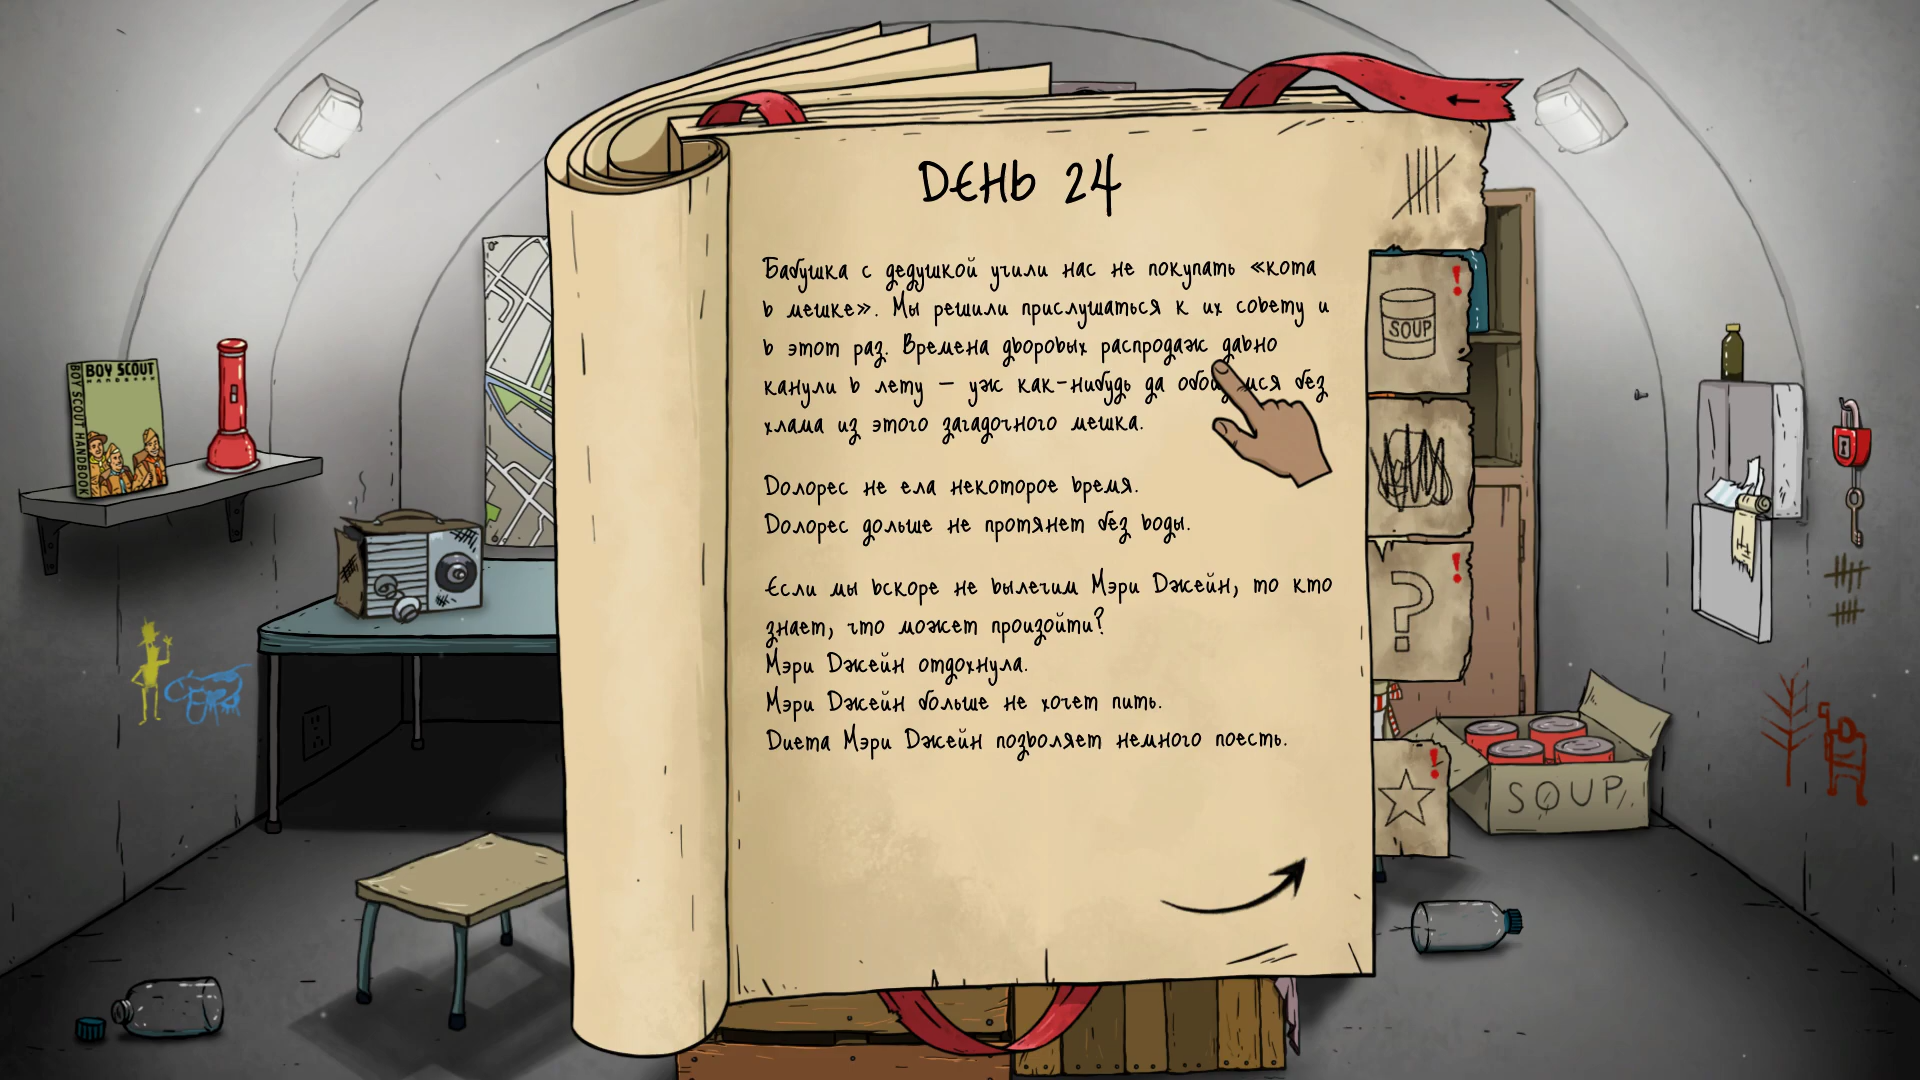 ДЕНЬ 24
Бабушка с дедушкой учили нас не покупать «кота
в мешке». Мы решили прислушаться к их совету и
в этот раз. Времена дворовых распродаж давно
канули в лету – уж как-нибудь да обойдёмся без
хлама из этого загадочного мешка.
Долорес не ела некоторое время.
Долорес дольше не протянет без воды.
Если мы вскоре не вылечим Мэри Джейн, то кто
знает, что может произойти?
Мэри Джейн отдохнула.
Мэри Джейн больше не хочет пить.
Диета Мэри Джейн позволяет немного поесть.
BOY SCOUT
HANDBOOK
BOY SCOUT HANDBOOK
!
SOUP
!
?
!
SOUP